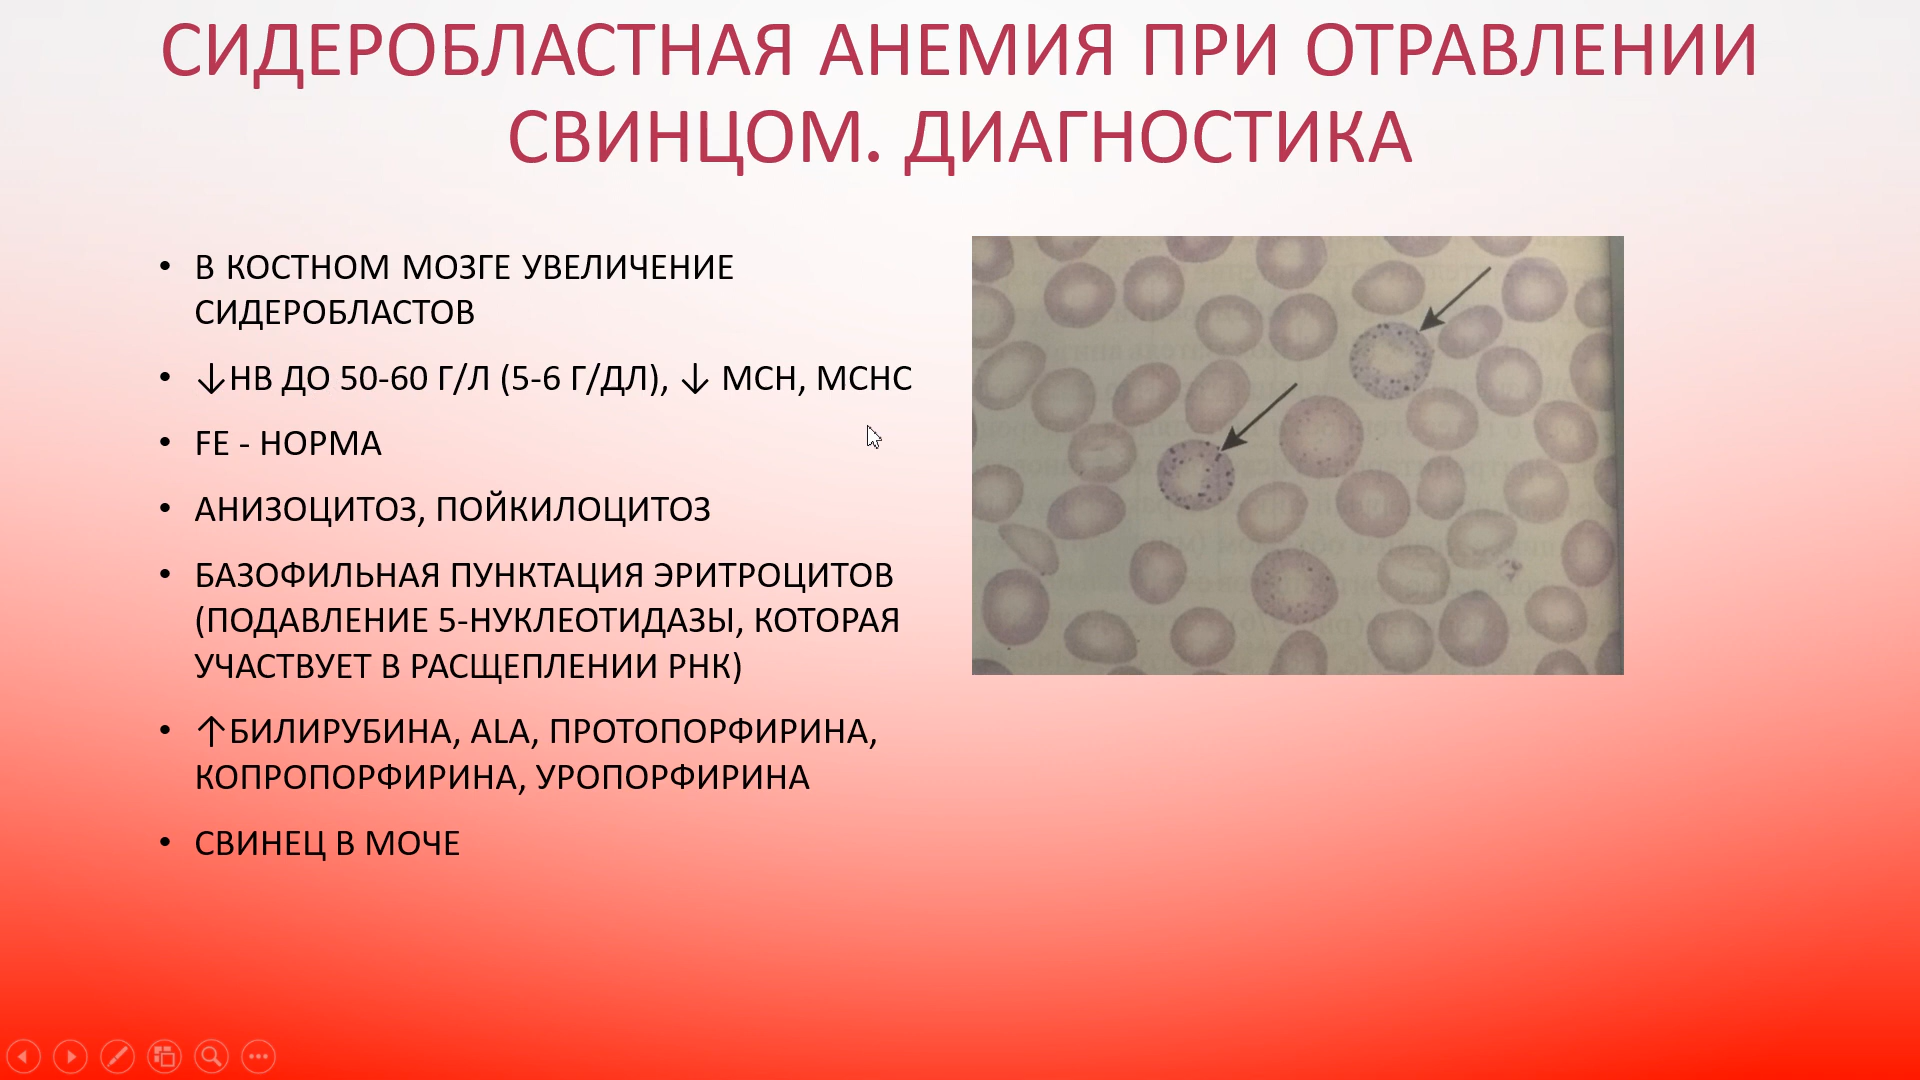 СИДЕРОБЛАСТНАЯ АНЕМИЯ ПРИ ОТРАВЛЕНИИ
СВИНЦОМ. ДИАГНОСТИКА
• В КОСТНОМ МОЗГЕ УВЕЛИЧЕНИЕ
СИДЕРОБЛАСТОВ
• ↓НВ ДО 50-60 Г/Л (5-6 Г/ДЛ), ↓ МСН, МСНС
• FE - НОРМА
• АНИЗОЦИТОЗ, ПОЙКИЛОЦИТОЗ
• БАЗОФИЛЬНАЯ ПУНКТАЦИЯ ЭРИТРОЦИТОВ
(ПОДАВЛЕНИЕ 5-НУКЛЕОТИДАЗЫ, КОТОРАЯ
УЧАСТВУЕТ В РАСЩЕПЛЕНИИ РНК)
• ↑БИЛИРУБИНА, ALA, ПРОТОПОРФИРИНА,
КОПРОПОРФИРИНА, УРОПОРФИРИНА
• СВИНЕЦ В МОЧЕ